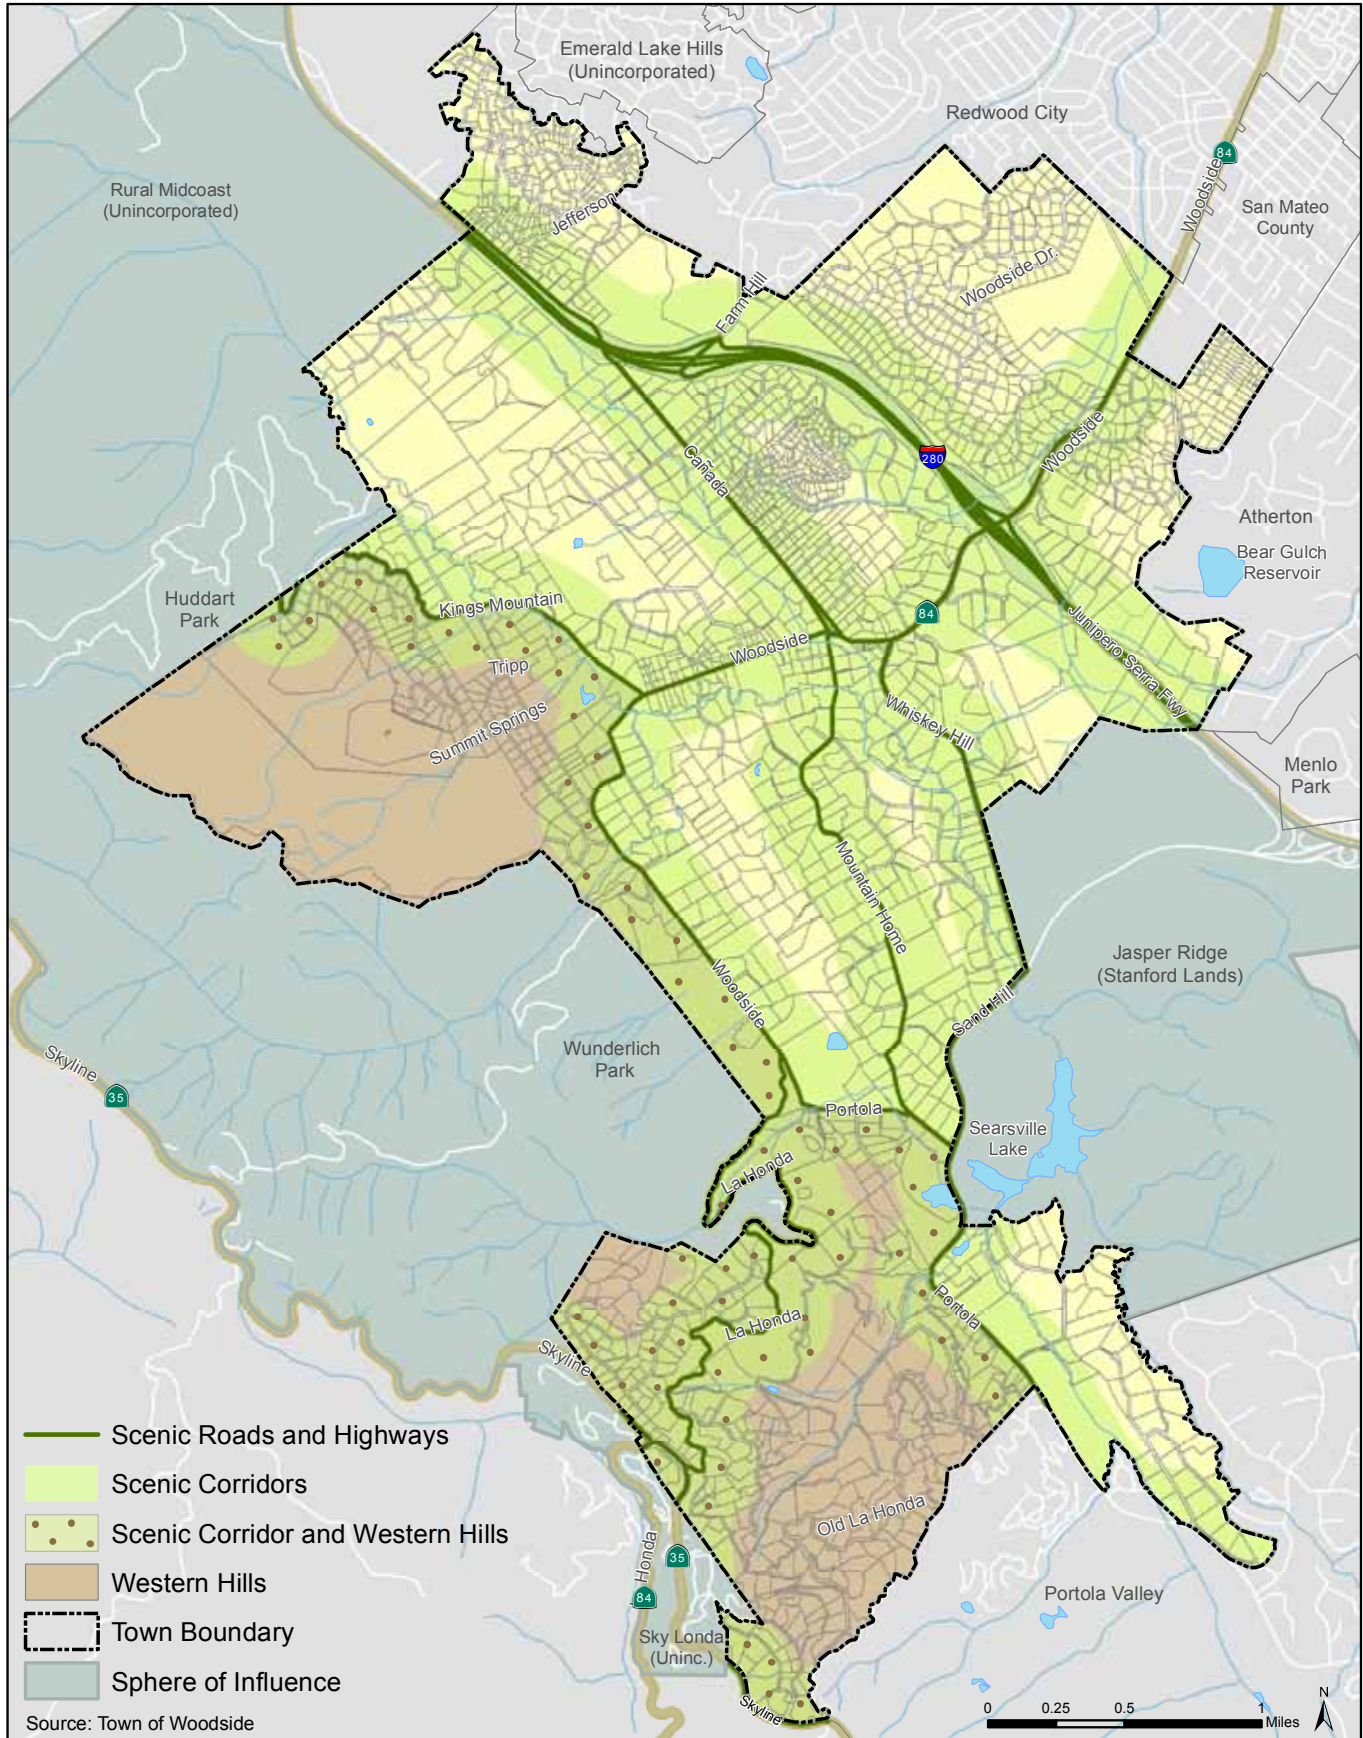 Emerald Lake Hills
(Unincorporated)
Redwood City
84
Woodside
Rural Midcoast
(Unincorporated)
San Mateo
County
Jefferson
Woodside Dr.
Farm Hill
Cañada
280
Woodside
Atherton
Bear Gulch
Reservoir
Huddart
Park
Kings Mountain
84
Junipero Serra Fwy
Woodside
Tripp
Summit Springs
Whiskey Hill
Menlo
Park
Mountain Home
Jasper Ridge
(Stanford Lands)
Woodside
Sand Hill
Wunderlich
Park
Skyline
35
Portola
Searsville
Lake
La Honda
Portola
La Honda
Skyline
Old La Honda
Honda
35
84
Portola Valley
Sky Londa
(Uninc.)
Skyline
Scenic Roads and Highways
Scenic Corridors
Scenic Corridor and Western Hills
Western Hills
Town Boundary
Sphere of Influence
Source: Town of Woodside
0 0.25 0.5 1
Miles
N